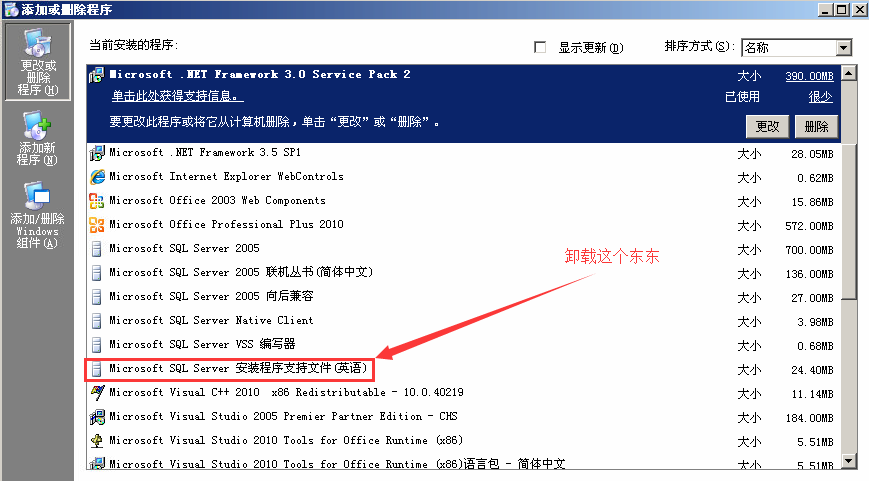 添加或删除程序
当前安装的程序:
显示更新(D)
排序方式(S):
名称
更改或
删除
程序(H)
添加新
程序(N)
添加/删除
Windows
组件(A)
Microsoft .NET Framework 3.0 Service Pack 2 大小 390.00MB
单击此处获得支持信息。 已使用 很少
要更改此程序或将它从计算机删除，单击“更改”或“删除”。 更改 删除
Microsoft .NET Framework 3.5 SP1 大小 28.05MB
Microsoft Internet Explorer WebControls 大小 0.62MB
Microsoft Office 2003 Web Components 大小 15.86MB
Microsoft Office Professional Plus 2010 大小 572.00MB
Microsoft SQL Server 2005 大小 700.00MB
卸载这个东东
Microsoft SQL Server 2005 联机丛书(简体中文) 大小 136.00MB
Microsoft SQL Server 2005 向后兼容 大小 27.00MB
Microsoft SQL Server Native Client 大小 3.98MB
Microsoft SQL Server VSS 编写器 大小 0.68MB
Microsoft SQL Server 安装程序支持文件(英语) 大小 24.40MB
Microsoft Visual C++ 2010 x86 Redistributable - 10.0.40219 大小 11.14MB
Microsoft Visual Studio 2005 Premier Partner Edition - CHS 大小 184.00MB
Microsoft Visual Studio 2010 Tools for Office Runtime (x86) 大小 5.51MB
Microsoft Visual Studio 2010 Tools for Office Runtime (x86)语言包 - 简体中文 大小 5.51MB